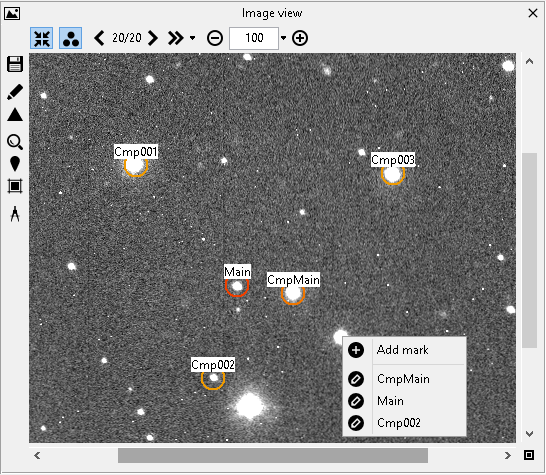 Image view
20/20
100
Cmp001
Cmp003
Main
CmpMain
Cmp002
Add mark
CmpMain
Main
Cmp002